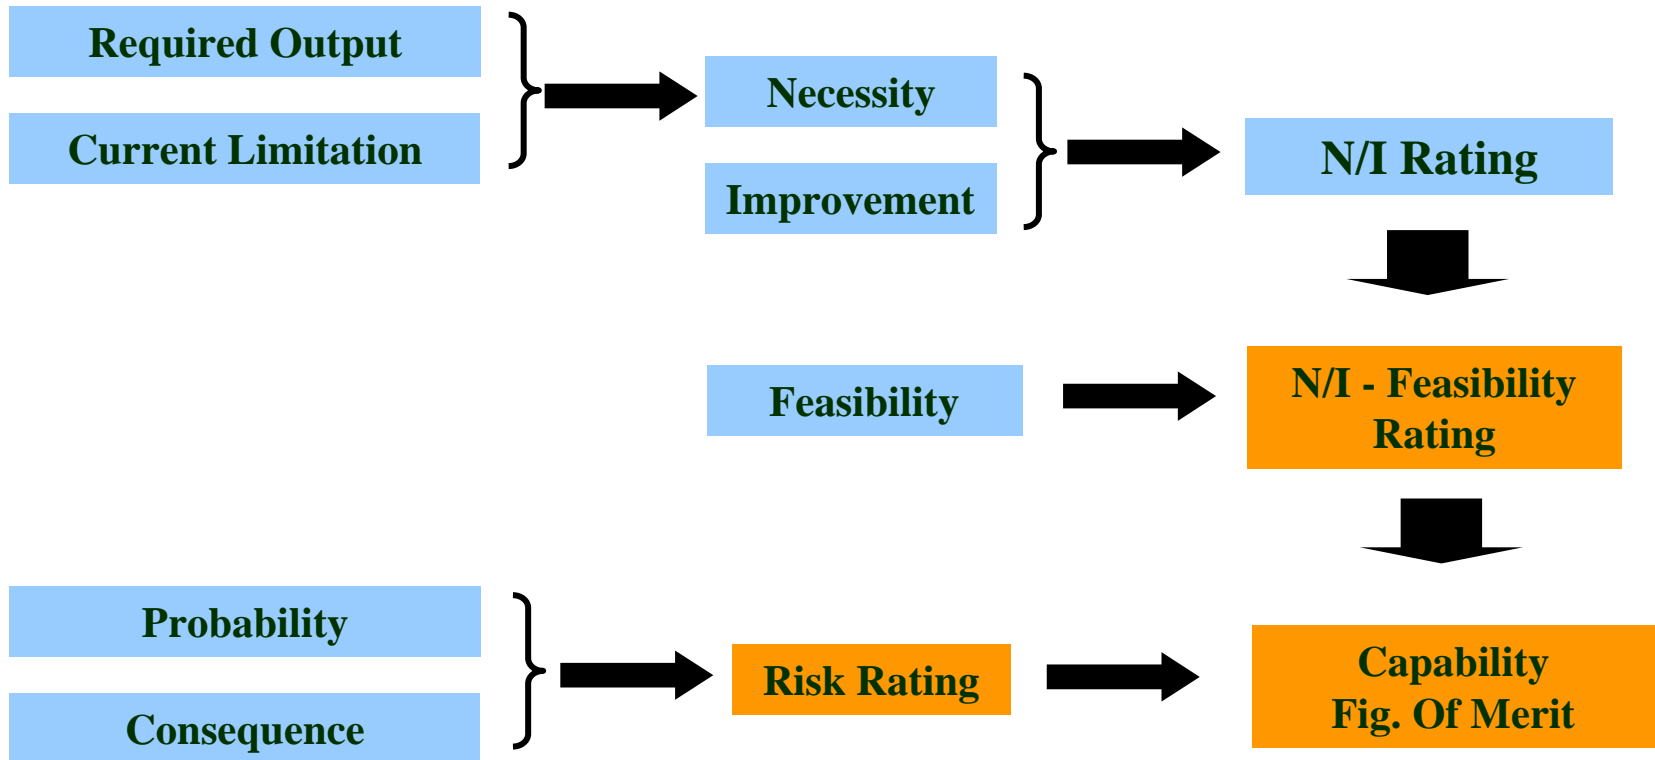 Required Output
Current Limitation
Necessity
Improvement
N/I Rating
Feasibility
N/I - Feasibility
Rating
Probability
Consequence
Risk Rating
Capability
Fig. Of Merit